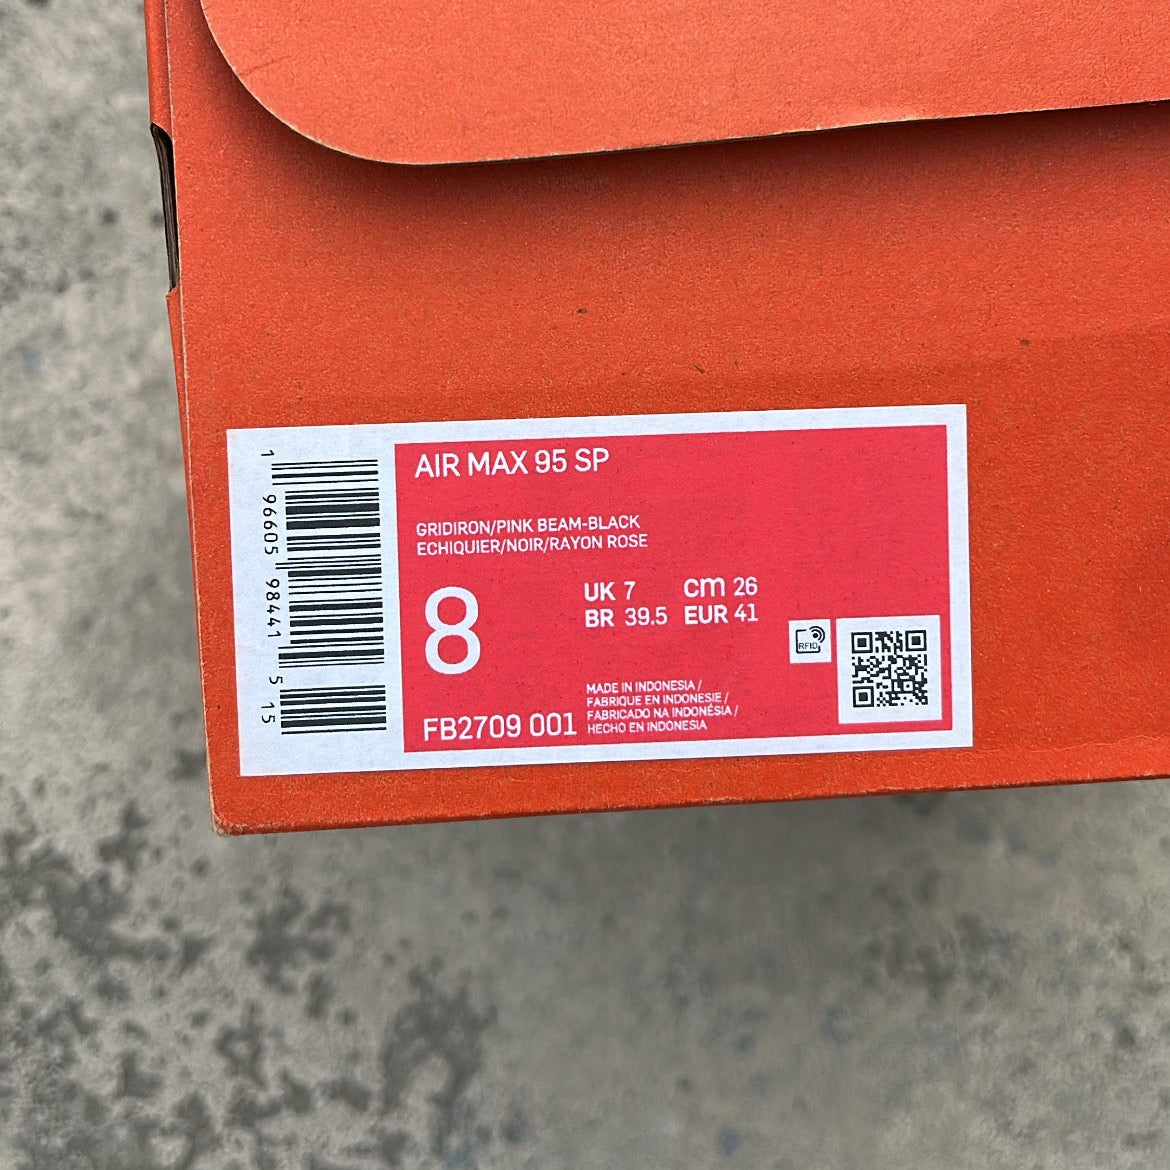 AIR MAX 95 SP
GRIDIRON/PINK BEAM-BLACK
ECHIQUIER/NOIR/RAYON ROSE
8
UK 7 cm 26
BR 39.5 EUR 41
RFID
MADE IN INDONESIA /
FABRIQUE EN INDONESIE /
FABRICADO NA INDONÉSIA /
HECHO EN INDONESIA
FB2709 001
1 96605 98441 5 15